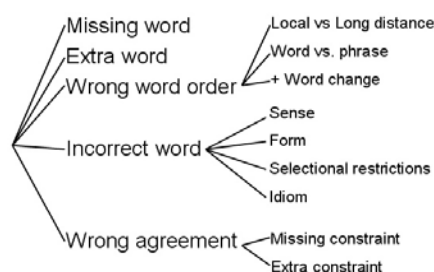 Missing word
Extra word
Wrong word order
Local vs Long distance
Word vs. phrase
+ Word change
Incorrect word
Sense
Form
Selectional restrictions
Idiom
Wrong agreement
Missing constraint
Extra constraint